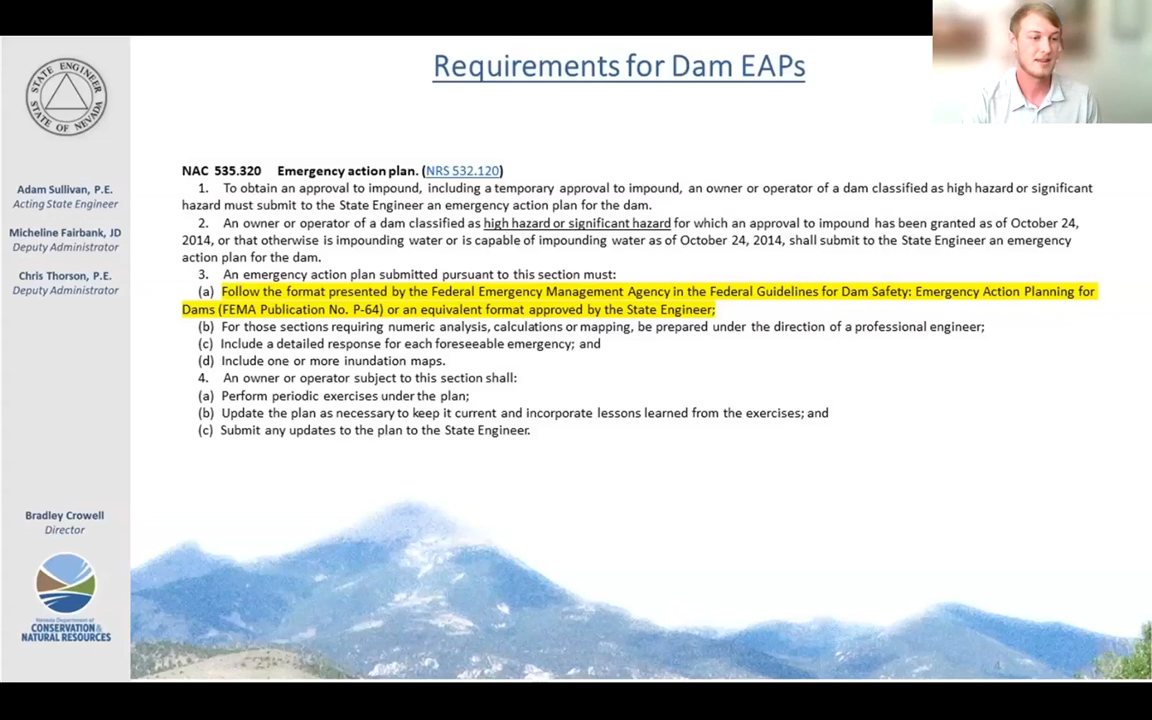 Requirements for Dam EAPs
STATE ENGINEER
STATE OF NEVADA
Adam Sullivan, P.E.
Acting State Engineer
Micheline Fairbank, JD
Deputy Administrator
Chris Thorson, P.E.
Deputy Administrator
Bradley Crowell
Director
Nevada Department of
CONSERVATION &
NATURAL RESOURCES
NAC 535.320 Emergency action plan. (NRS 532.120)
1. To obtain an approval to impound, including a temporary approval to impound, an owner or operator of a dam classified as high hazard or significant
hazard must submit to the State Engineer an emergency action plan for the dam.
2. An owner or operator of a dam classified as high hazard or significant hazard for which an approval to impound has been granted as of October 24,
2014, or that otherwise is impounding water or is capable of impounding water as of October 24, 2014, shall submit to the State Engineer an emergency
action plan for the dam.
3. An emergency action plan submitted pursuant to this section must:
(a) Follow the format presented by the Federal Emergency Management Agency in the Federal Guidelines for Dam Safety: Emergency Action Planning for
Dams (FEMA Publication No. P-64) or an equivalent format approved by the State Engineer;
(b) For those sections requiring numeric analysis, calculations or mapping, be prepared under the direction of a professional engineer;
(c) Include a detailed response for each foreseeable emergency; and
(d) Include one or more inundation maps.
4. An owner or operator subject to this section shall:
(a) Perform periodic exercises under the plan;
(b) Update the plan as necessary to keep it current and incorporate lessons learned from the exercises; and
(c) Submit any updates to the plan to the State Engineer.
4